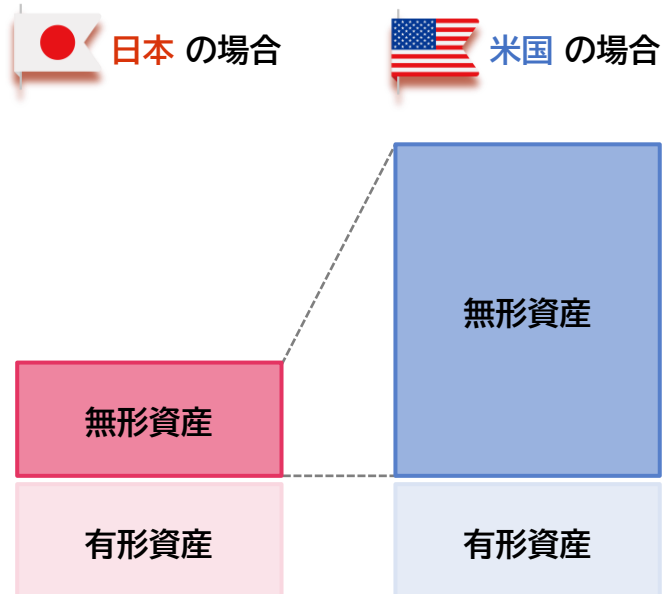 日本 の場合
米国 の場合
無形資産
無形資産
有形資産
有形資産